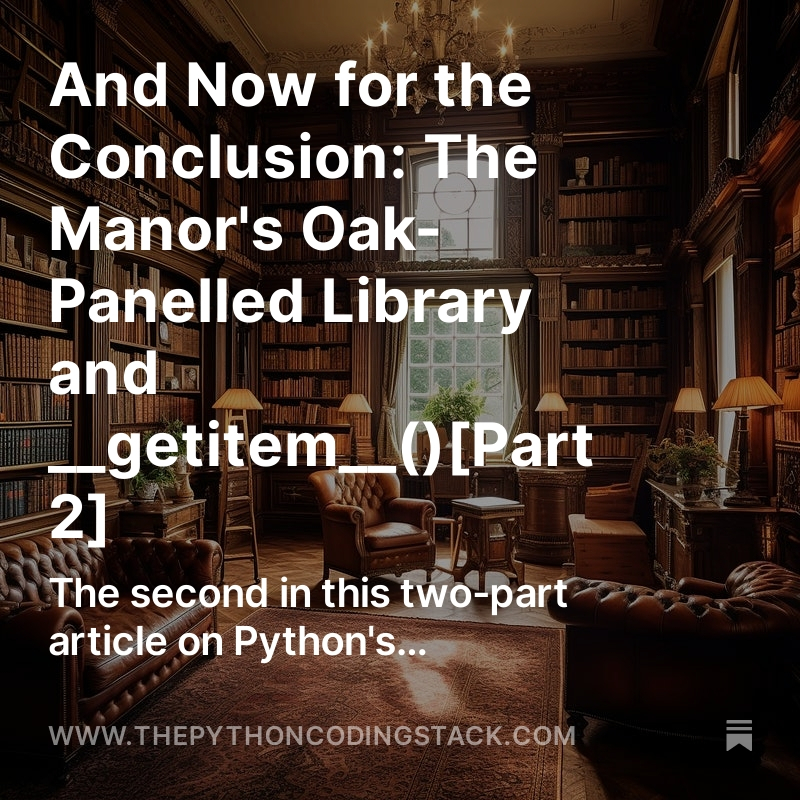 And Now for the
Conclusion: The
Manor's Oak-
Panelled Library
and
__getitem__()[Part
2]
The second in this two-part
article on Python's...
WWW.THEPYTHONCODINGSTACK.COM